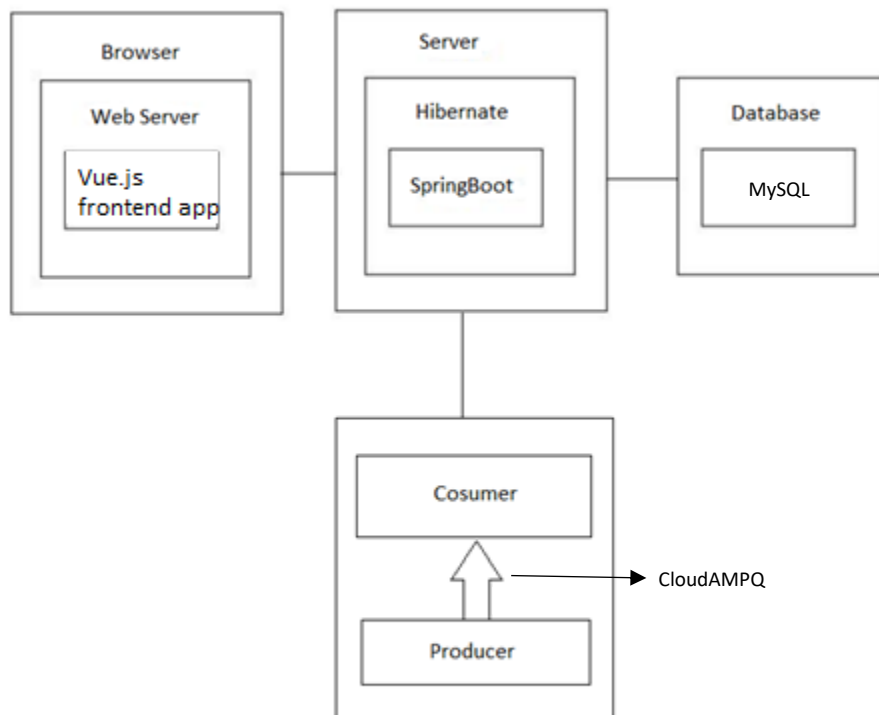 Browser
Web Server
Vue.js
frontend app
Server
Hibernate
SpringBoot
Database
MySQL
Cosumer
CloudAMPQ
Producer